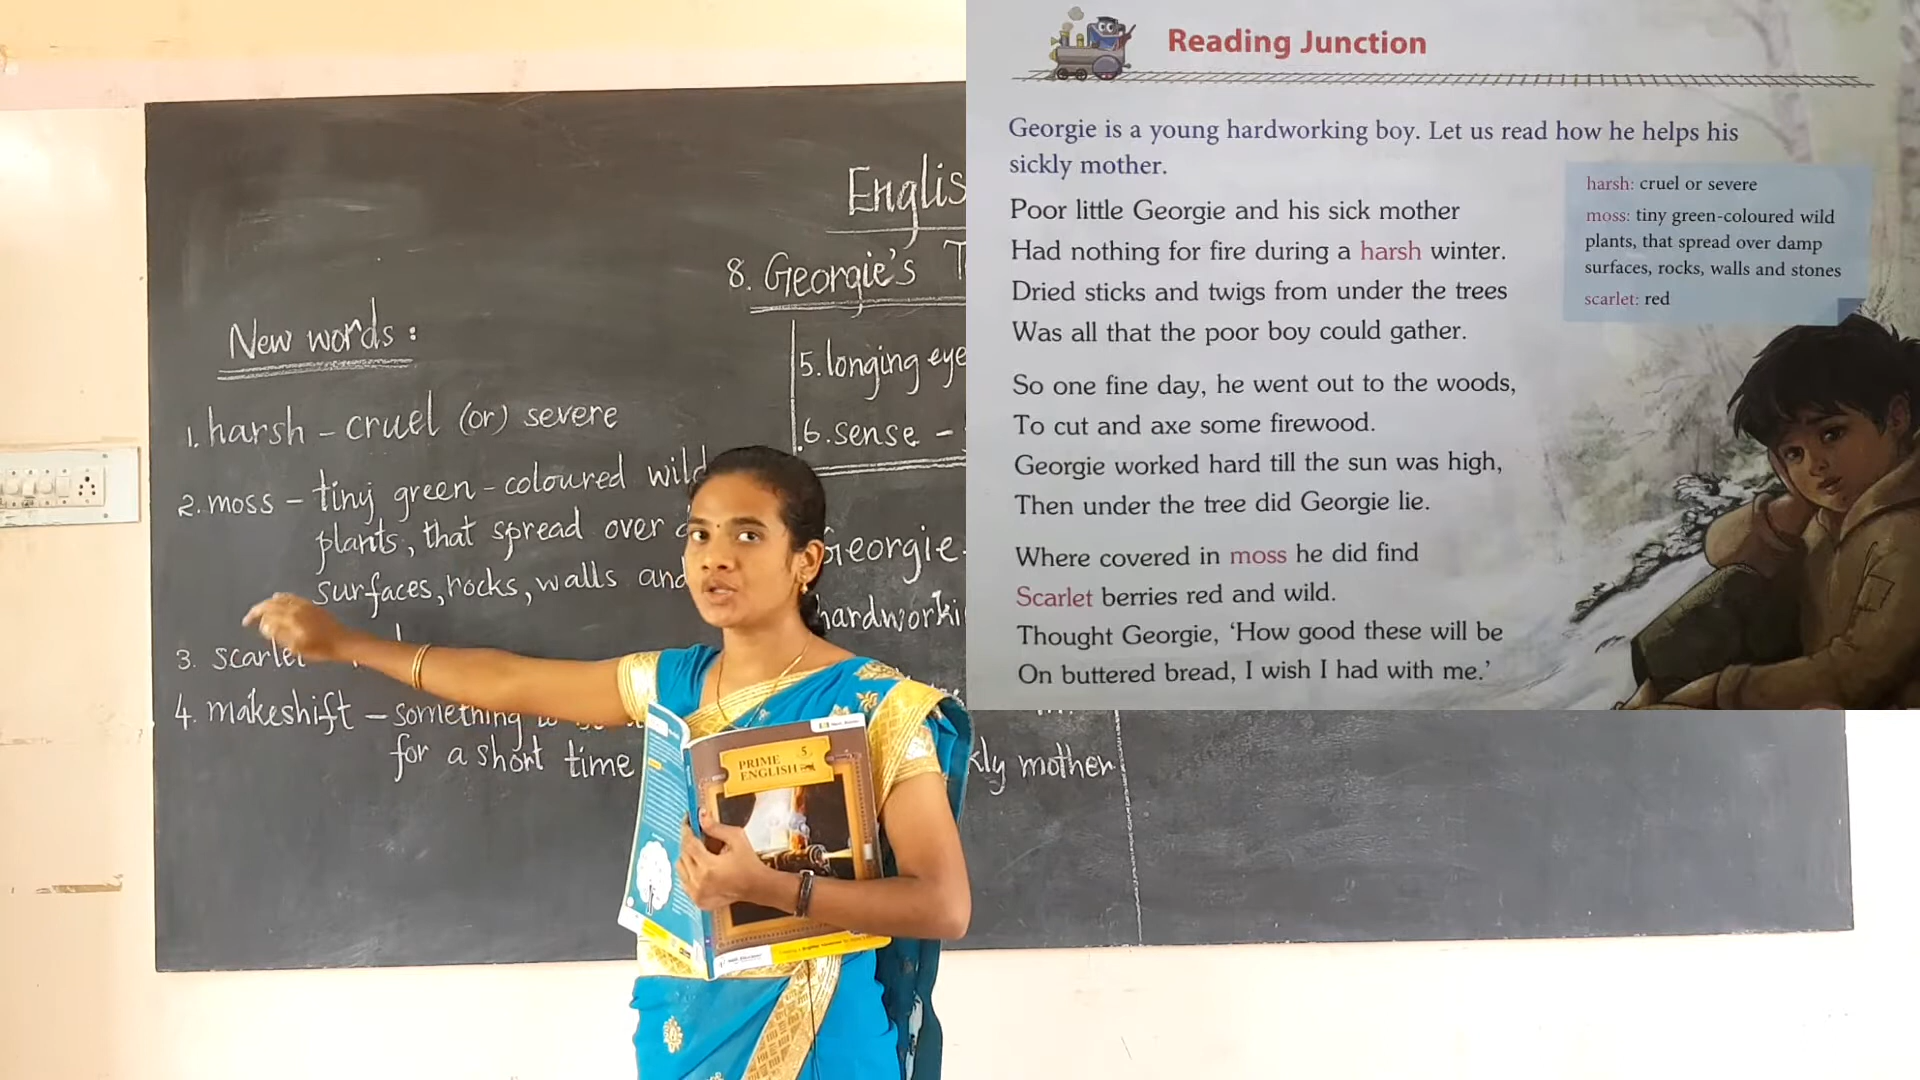 Englis
8. Georgie's T
New words :
1. harsh – cruel (or) severe
2. moss – tiny green-coloured wild
plants, that spread over
surfaces, rocks, walls and
3. scarlet
4. makeshift – something
for a short time
5. longing eye
6. sense –
Georgie
hardworki
kly mother
PRIME
ENGLISH
5
Reading Junction
Georgie is a young hardworking boy. Let us read how he helps his
sickly mother.
Poor little Georgie and his sick mother
Had nothing for fire during a harsh winter.
Dried sticks and twigs from under the trees
Was all that the poor boy could gather.
So one fine day, he went out to the woods,
To cut and axe some firewood.
Georgie worked hard till the sun was high,
Then under the tree did Georgie lie.
Where covered in moss he did find
Scarlet berries red and wild.
Thought Georgie, ‘How good these will be
On buttered bread, I wish I had with me.’
harsh: cruel or severe
moss: tiny green-coloured wild
plants, that spread over damp
surfaces, rocks, walls and stones
scarlet: red